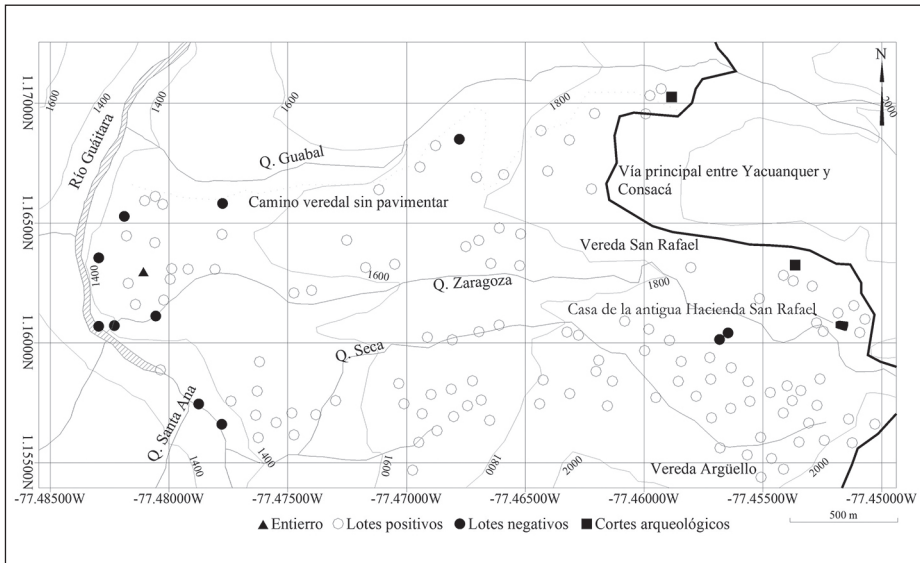 N
1600
1400
1400
1600
1800
2000
1.17000N
Río Guáitara
Q. Guabal
Vía principal entre Yacuanquer y
Consacá
Camino veredal sin pavimentar
1.16500N
Vereda San Rafael
1400
1600
Q. Zaragoza
1800
Casa de la antigua Hacienda San Rafael
1.16000N
Q. Seca
Q. Santa Ana
1400
1400
1600
1800
2000
Vereda Argüello
2000
1.15500N
-77.48500W
-77.48000W
-77.47500W
-77.47000W
-77.46500W
-77.46000W
-77.45500W
-77.45000W
Entierro
Lotes positivos
Lotes negativos
Cortes arqueológicos
500 m